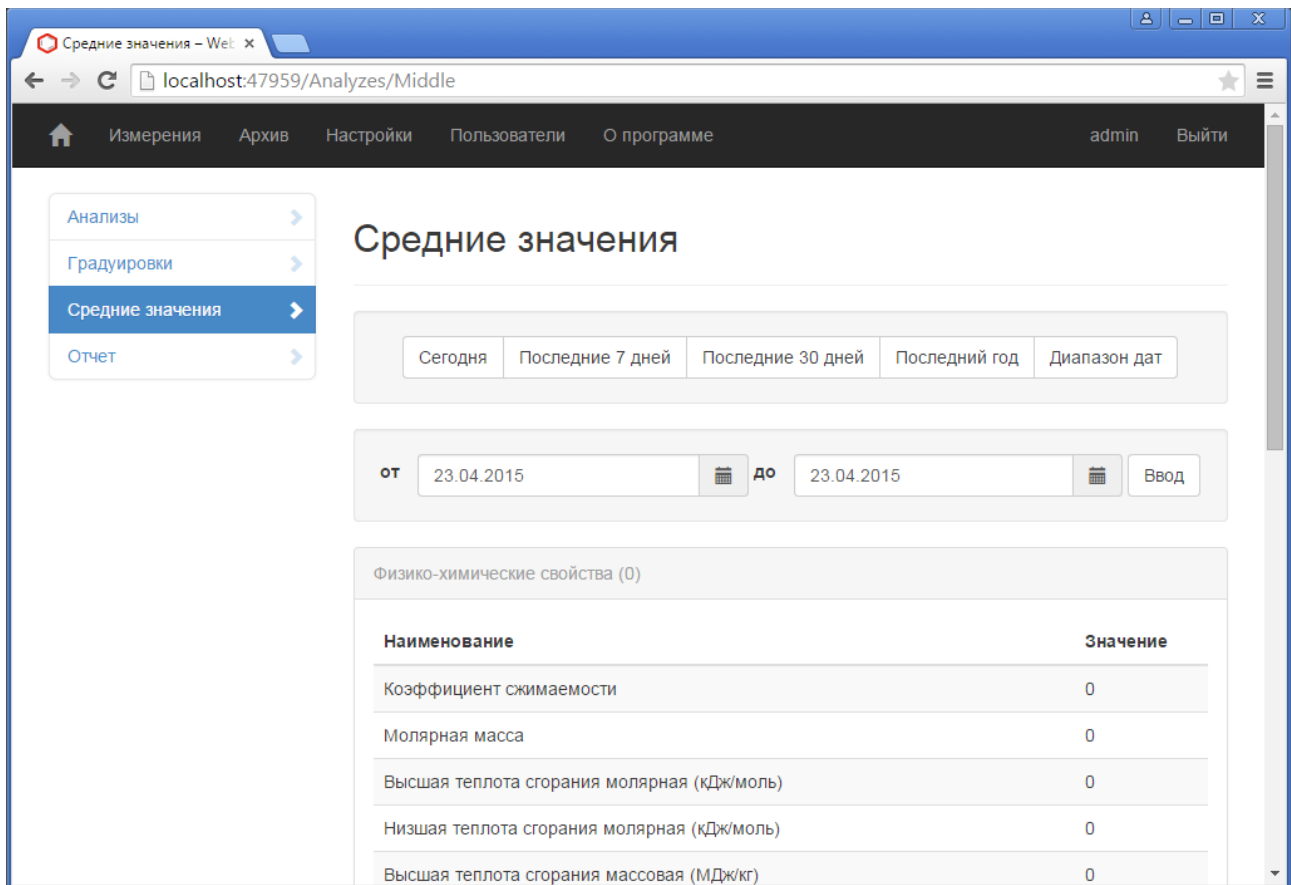 Средние значения – Web
localhost:47959/Analyzes/Middle
Измерения Архив Настройки Пользователи О программе admin Выйти
Анализы
Градуировки
Средние значения
Отчет
Средние значения
Сегодня Последние 7 дней Последние 30 дней Последний год Диапазон дат
от 23.04.2015 до 23.04.2015 Ввод
Физико-химические свойства (0)
Наименование Значение
Коэффициент сжимаемости 0
Молярная масса 0
Высшая теплота сгорания молярная (кДж/моль) 0
Низшая теплота сгорания молярная (кДж/моль) 0
Высшая теплота сгорания массовая (МДж/кг) 0